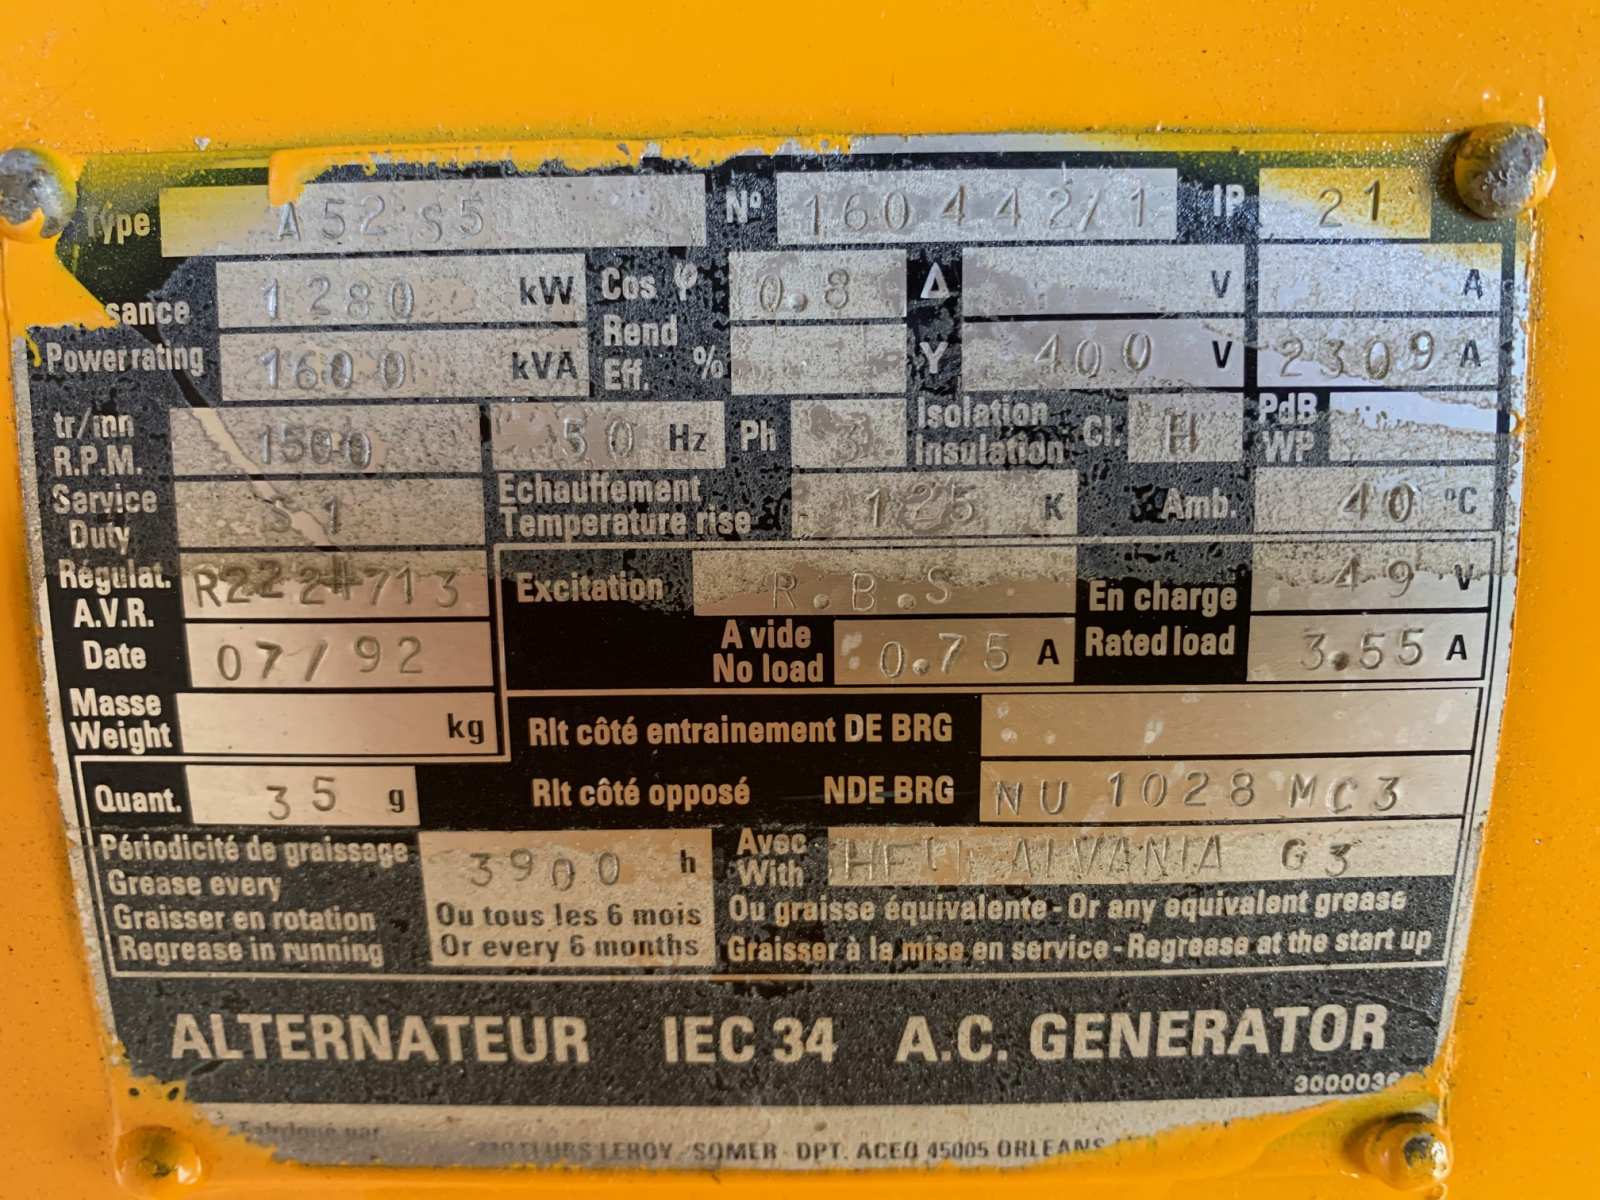 Type A52 S5 Nº 160442/1 IP 21
sance 1280 kW Cos φ 0.8 Δ V A
Power rating 1600 kVA Rend Eff. % Y 400 V 2309 A
tr/mn R.P.M. 1500 50 Hz Ph 3 Isolation Insulation Cl. H PdB WP
Service Duty S1 Echauffement Temperature rise 125 K Amb. 40 °C
Régulat. A.V.R. Excitation R.B.S En charge Rated load 49 V
Date 07/92 A vide No load 0.75 A 3.55 A
Masse Weight kg Rlt côté entrainement DE BRG
Quant. 35 g Rlt côté opposé NDE BRG NU 1028 MC3
Périodicité de graissage 3900 h Avec With ALVANIA G3
Grease every
Graisser en rotation Ou tous les 6 mois Ou graisse équivalente - Or any equivalent grease
Regrease in running Or every 6 months Graisser à la mise en service - Regrease at the start up
ALTERNATEUR IEC 34 A.C. GENERATOR
Fabriqué par
LEROY / SOMER - DPT. ACEO 45005 ORLEANS